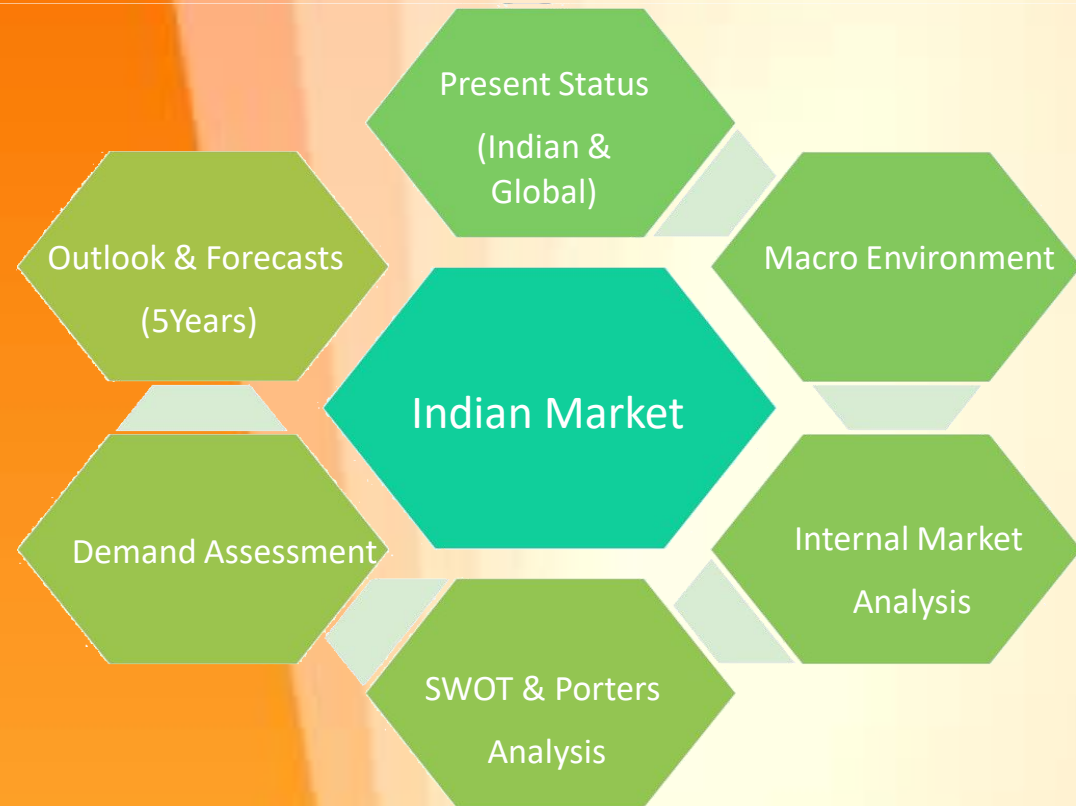 Present Status
(Indian &
Global)
Macro Environment
Internal Market
Analysis
SWOT & Porters
Analysis
Demand Assessment
Outlook & Forecasts
(5Years)
Indian Market